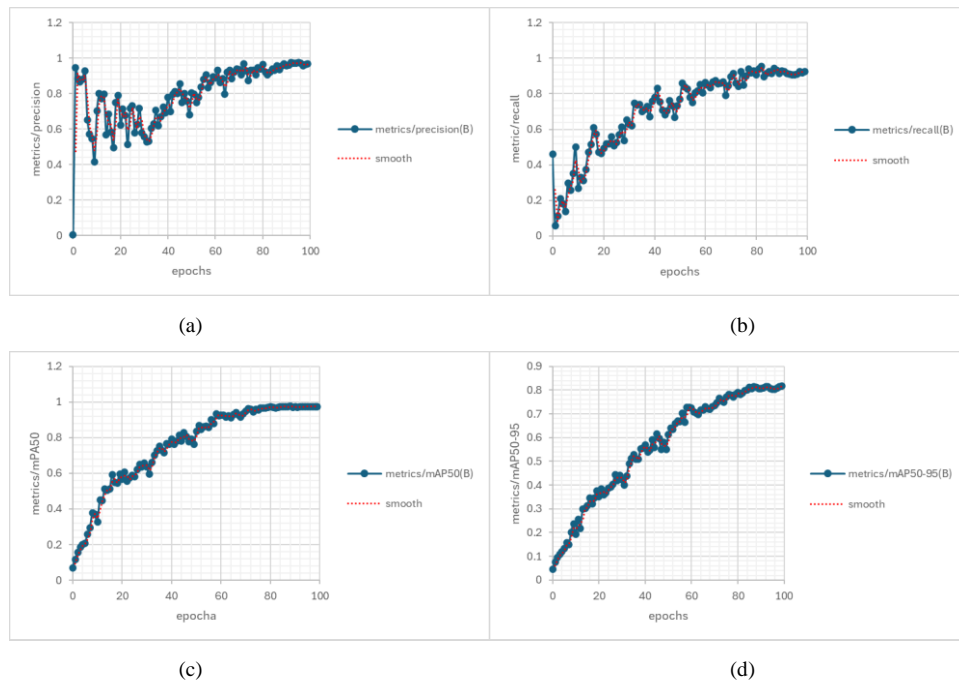 1.2
1
0.8
0.6
0.4
0.2
0
0 20 40 60 80 100
metrics/precision
epochs
metrics/precision(B)
smooth
(a)
1.2
1
0.8
0.6
0.4
0.2
0
0 20 40 60 80 100
metric/recall
epochs
metrics/recall(B)
smooth
(b)
1.2
1
0.8
0.6
0.4
0.2
0
0 20 40 60 80 100
metrics/mPA50
epocha
metrics/mAP50(B)
smooth
(c)
0.9
0.8
0.7
0.6
0.5
0.4
0.3
0.2
0.1
0
0 20 40 60 80 100
metrics/mAP50-95
epochs
metrics/mAP50-95(B)
smooth
(d)